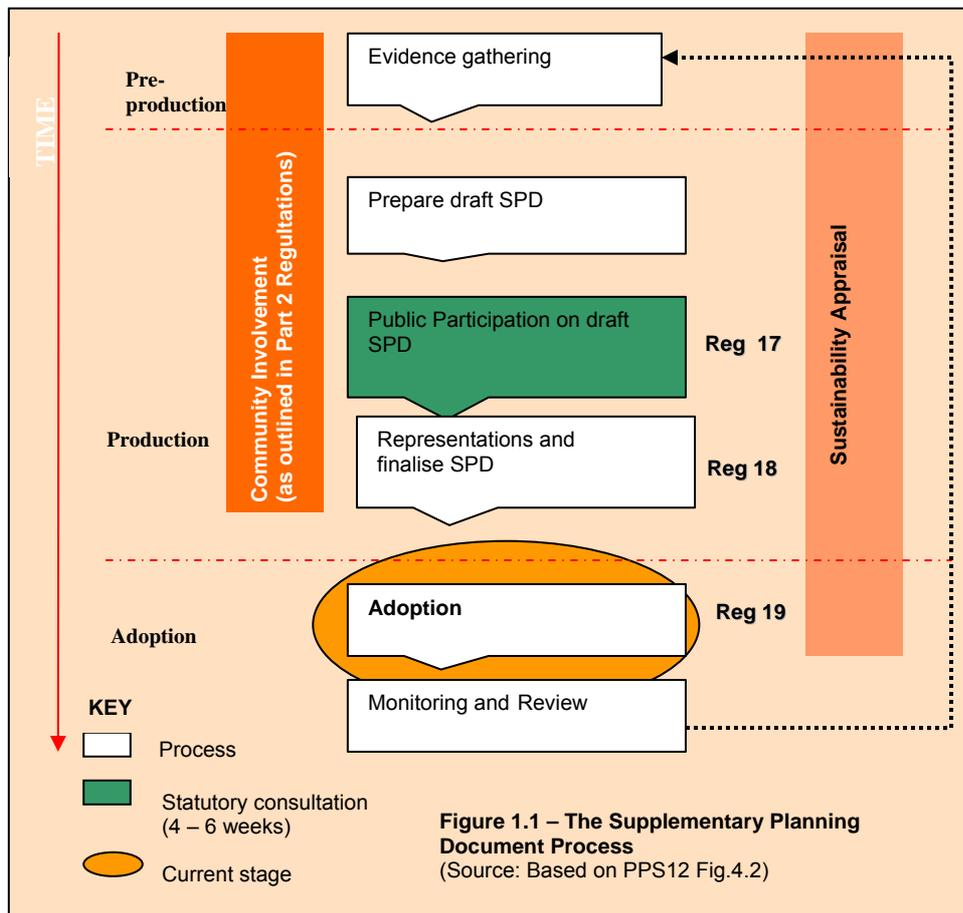 TIME
Pre-
production
Evidence gathering
Community Involvement
(as outlined in Part 2 Regultations)
Sustainability Appraisal
Prepare draft SPD
Public Participation on draft
SPD
Reg 17
Production
Representations and
finalise SPD
Reg 18
Adoption
Adoption
Reg 19
Monitoring and Review
KEY
Process
Statutory consultation
(4 – 6 weeks)
Current stage
Figure 1.1 – The Supplementary Planning
Document Process
(Source: Based on PPS12 Fig.4.2)